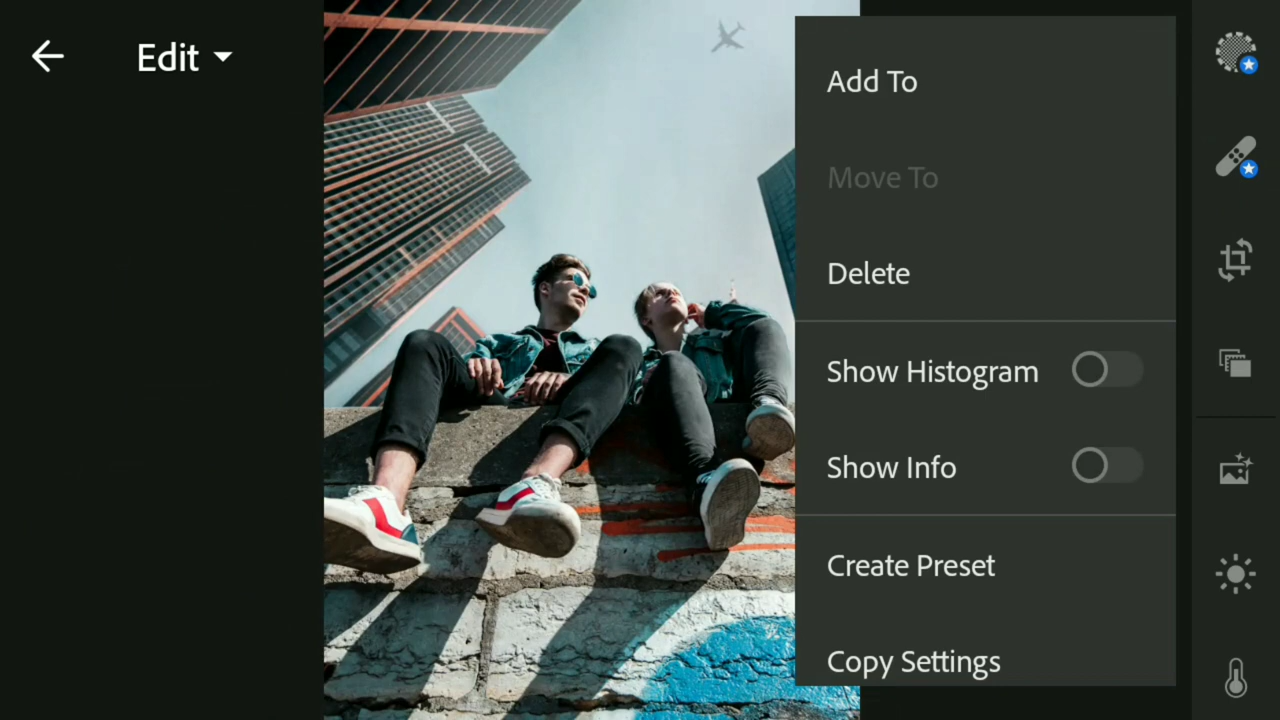 Edit
Add To
Move To
Delete
Show Histogram
Show Info
Create Preset
Copy Settings